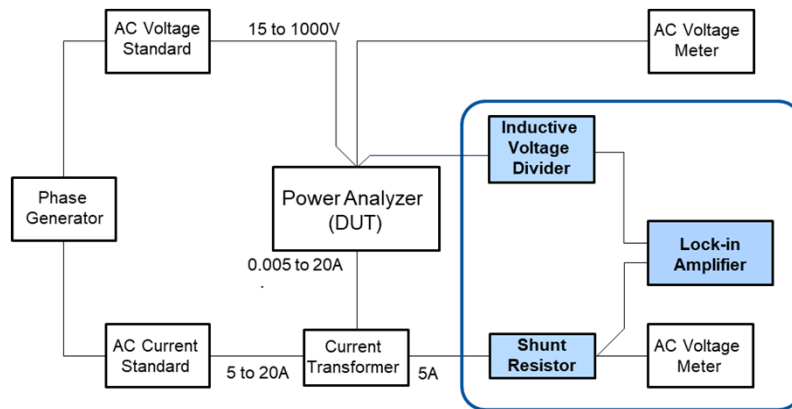 AC Voltage
Standard
15 to 1000V
AC Voltage
Meter
Inductive
Voltage
Divider
Phase
Generator
Power Analyzer
(DUT)
Lock-in
Amplifier
0.005 to 20A
.
AC Current
Standard
5 to 20A
Current
Transformer
5A
Shunt
Resistor
AC Voltage
Meter